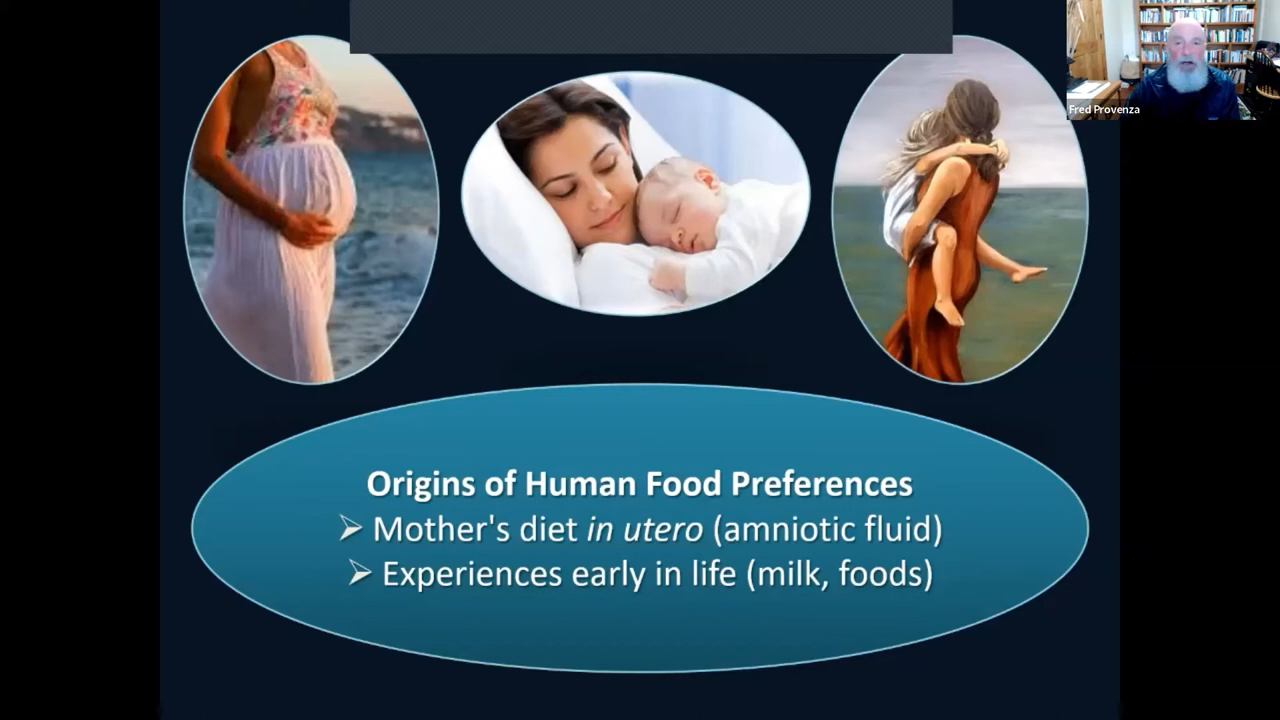 Fred Provenza
Origins of Human Food Preferences
➢ Mother's diet in utero (amniotic fluid)
➢ Experiences early in life (milk, foods)